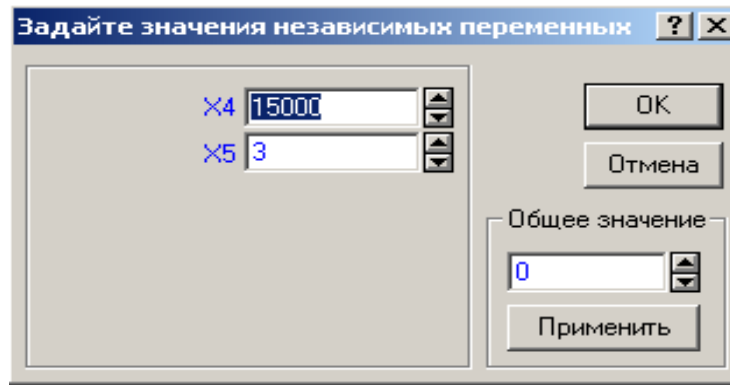 Задайте значения независимых переменных ? X
X4 15000
X5 3
OK
Отмена
Общее значение
0
Применить